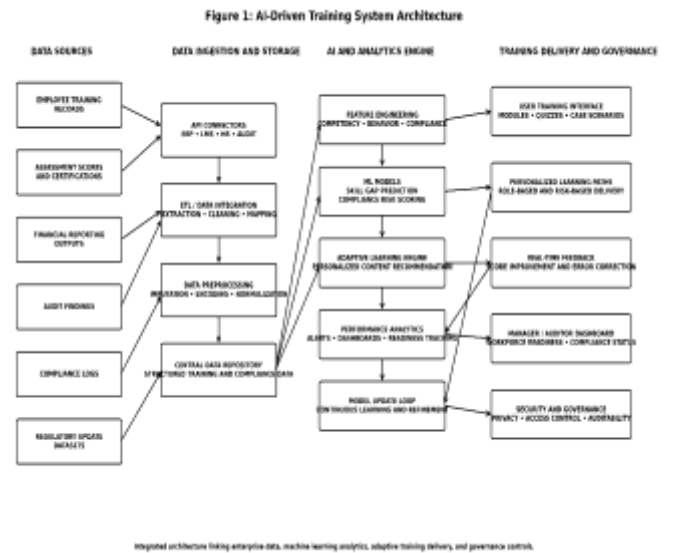 Figure 1: AI-Driven Training System Architecture
DATA SOURCES
EMPLOYEE TRAINING
RECORDS
ASSESSMENT SCORES
AND CERTIFICATIONS
FINANCIAL REPORTING
OUTPUTS
AUDIT FINDINGS
COMPLIANCE LOGS
REGULATORY UPDATE
DATASETS
DATA INGESTION AND STORAGE
API CONNECTORS
ERP • LMS • HR • AUDIT
ETL / DATA INTEGRATION
EXTRACTION • CLEANING • MAPPING
DATA PREPROCESSING
IMPUTATION • ENCODING • NORMALIZATION
CENTRAL DATA REPOSITORY
STRUCTURED TRAINING AND COMPLIANCE DATA
AI AND ANALYTICS ENGINE
FEATURE ENGINEERING
COMPETENCY • BEHAVIOR • COMPLIANCE
ML MODELS
SKILL GAP PREDICTION
COMPLIANCE RISK SCORING
ADAPTIVE LEARNING ENGINE
PERSONALIZED CONTENT RECOMMENDATION
PERFORMANCE ANALYTICS
ALERTS • DASHBOARDS • READINESS TRACKING
MODEL UPDATE LOOP
CONTINUOUS LEARNING AND REFINEMENT
TRAINING DELIVERY AND GOVERNANCE
USER TRAINING INTERFACE
MODULES • QUIZZES • CASE SCENARIOS
PERSONALIZED LEARNING PATHS
ROLE-BASED AND RISK-BASED DELIVERY
REAL-TIME FEEDBACK
SCORE IMPROVEMENT AND ERROR CORRECTION
MANAGER / AUDITOR DASHBOARD
WORKFORCE READINESS • COMPLIANCE STATUS
SECURITY AND GOVERNANCE
PRIVACY • ACCESS CONTROL • AUDITABILITY
Integrated architecture linking enterprise data, machine learning analytics, adaptive training delivery, and governance controls.